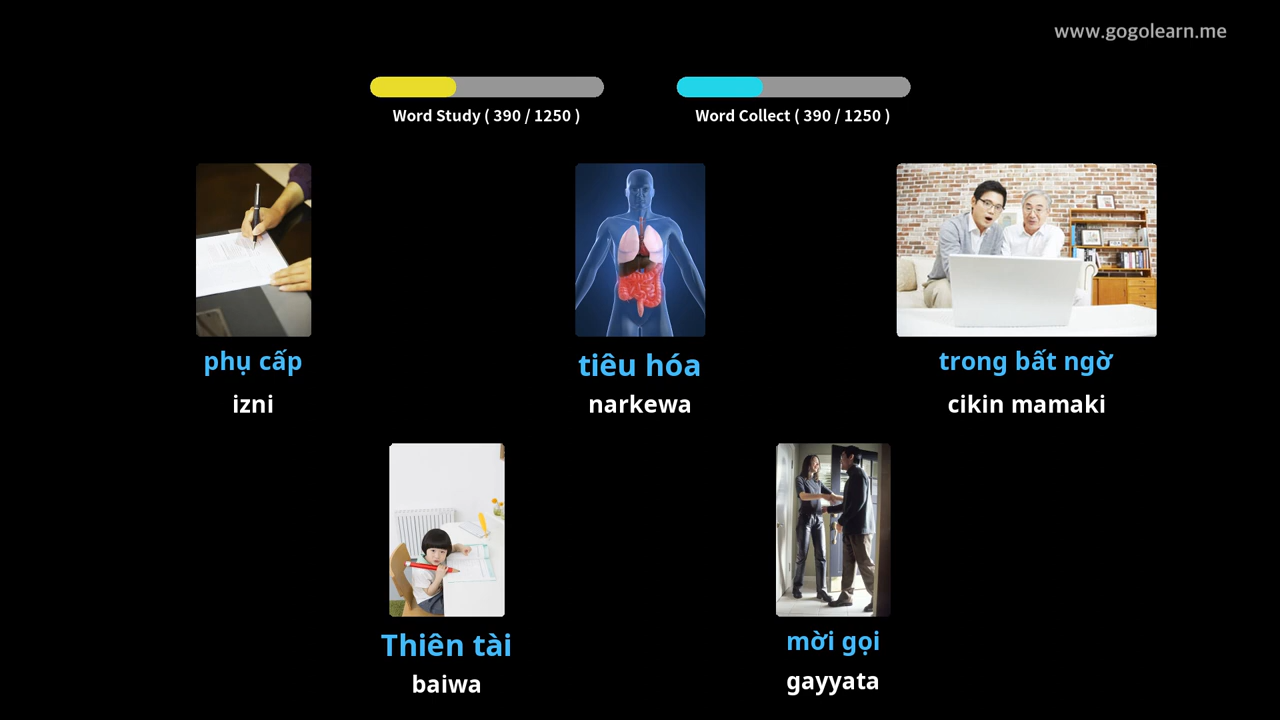 www.gogolearn.me
Word Study ( 390 / 1250 )
Word Collect ( 390 / 1250 )
phụ cấp
izni
tiêu hóa
narkewa
trong bất ngờ
cikin mamaki
Thiên tài
baiwa
mời gọi
gayyata